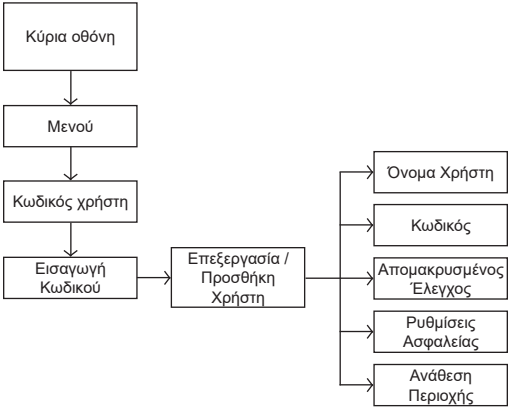 Κύρια οθόνη
Μενού
Κωδικός χρήστη
Εισαγωγή
Κωδικού
Επεξεργασία /
Προσθήκη
Χρήστη
Όνομα Χρήστη
Κωδικός
Απομακρυσμένος
Έλεγχος
Ρυθμίσεις
Ασφαλείας
Ανάθεση
Περιοχής